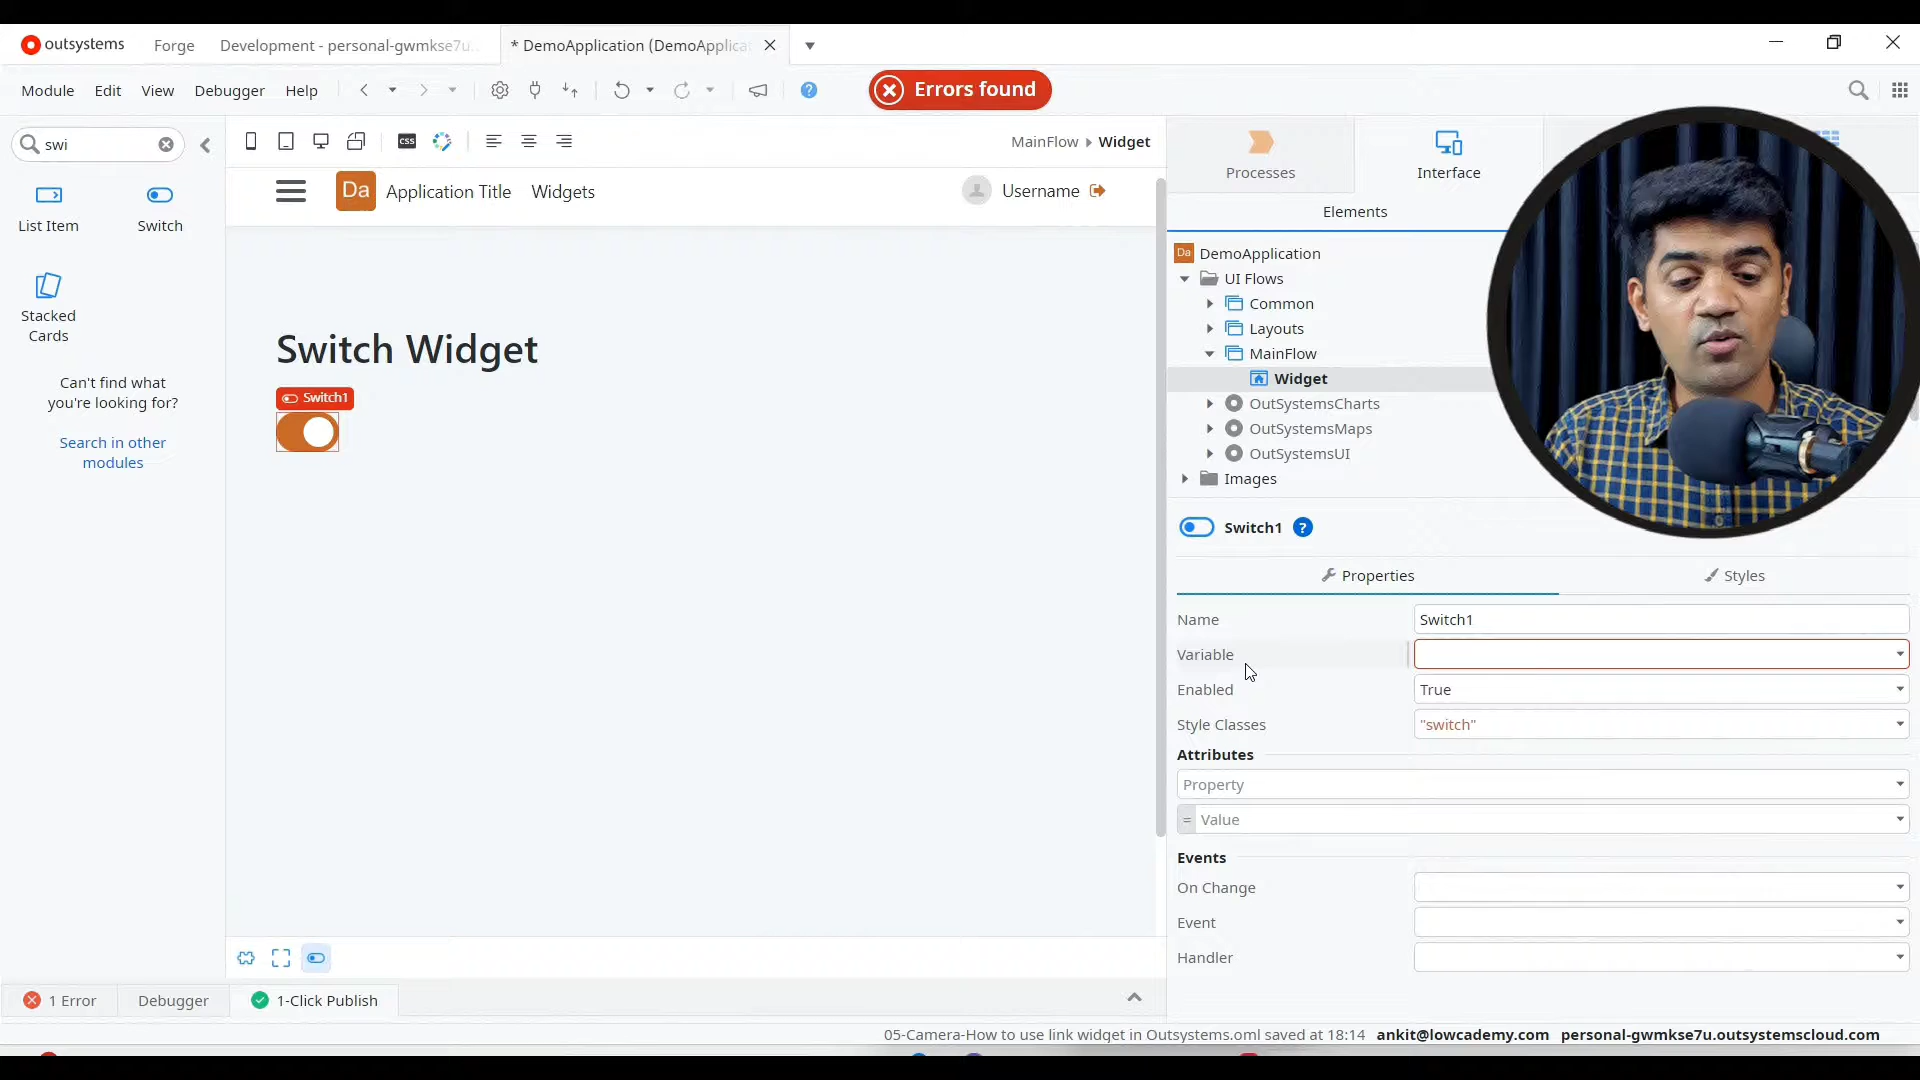 outsystems
Forge
Development - personal-gwmkse7u...
* DemoApplication (DemoApplica
Module
Edit
View
Debugger
Help
Errors found
swi
List Item
Switch
Stacked
Cards
Can't find what
you're looking for?
Search in other
modules
css
MainFlow
Widget
Da
Application Title
Widgets
Username
Switch Widget
Switch1
Processes
Interface
Elements
Da
DemoApplication
UI Flows
Common
Layouts
MainFlow
Widget
OutSystemsCharts
OutSystemsMaps
OutSystemsUI
Images
Switch1
?
Properties
Styles
Name
Switch1
Variable
Enabled
True
Style Classes
"switch"
Attributes
Property
= Value
Events
On Change
Event
Handler
1 Error
Debugger
1-Click Publish
05-Camera-How to use link widget in Outsystems.oml saved at 18:14
ankit@lowcademy.com
personal-gwmkse7u.outsystemscloud.com